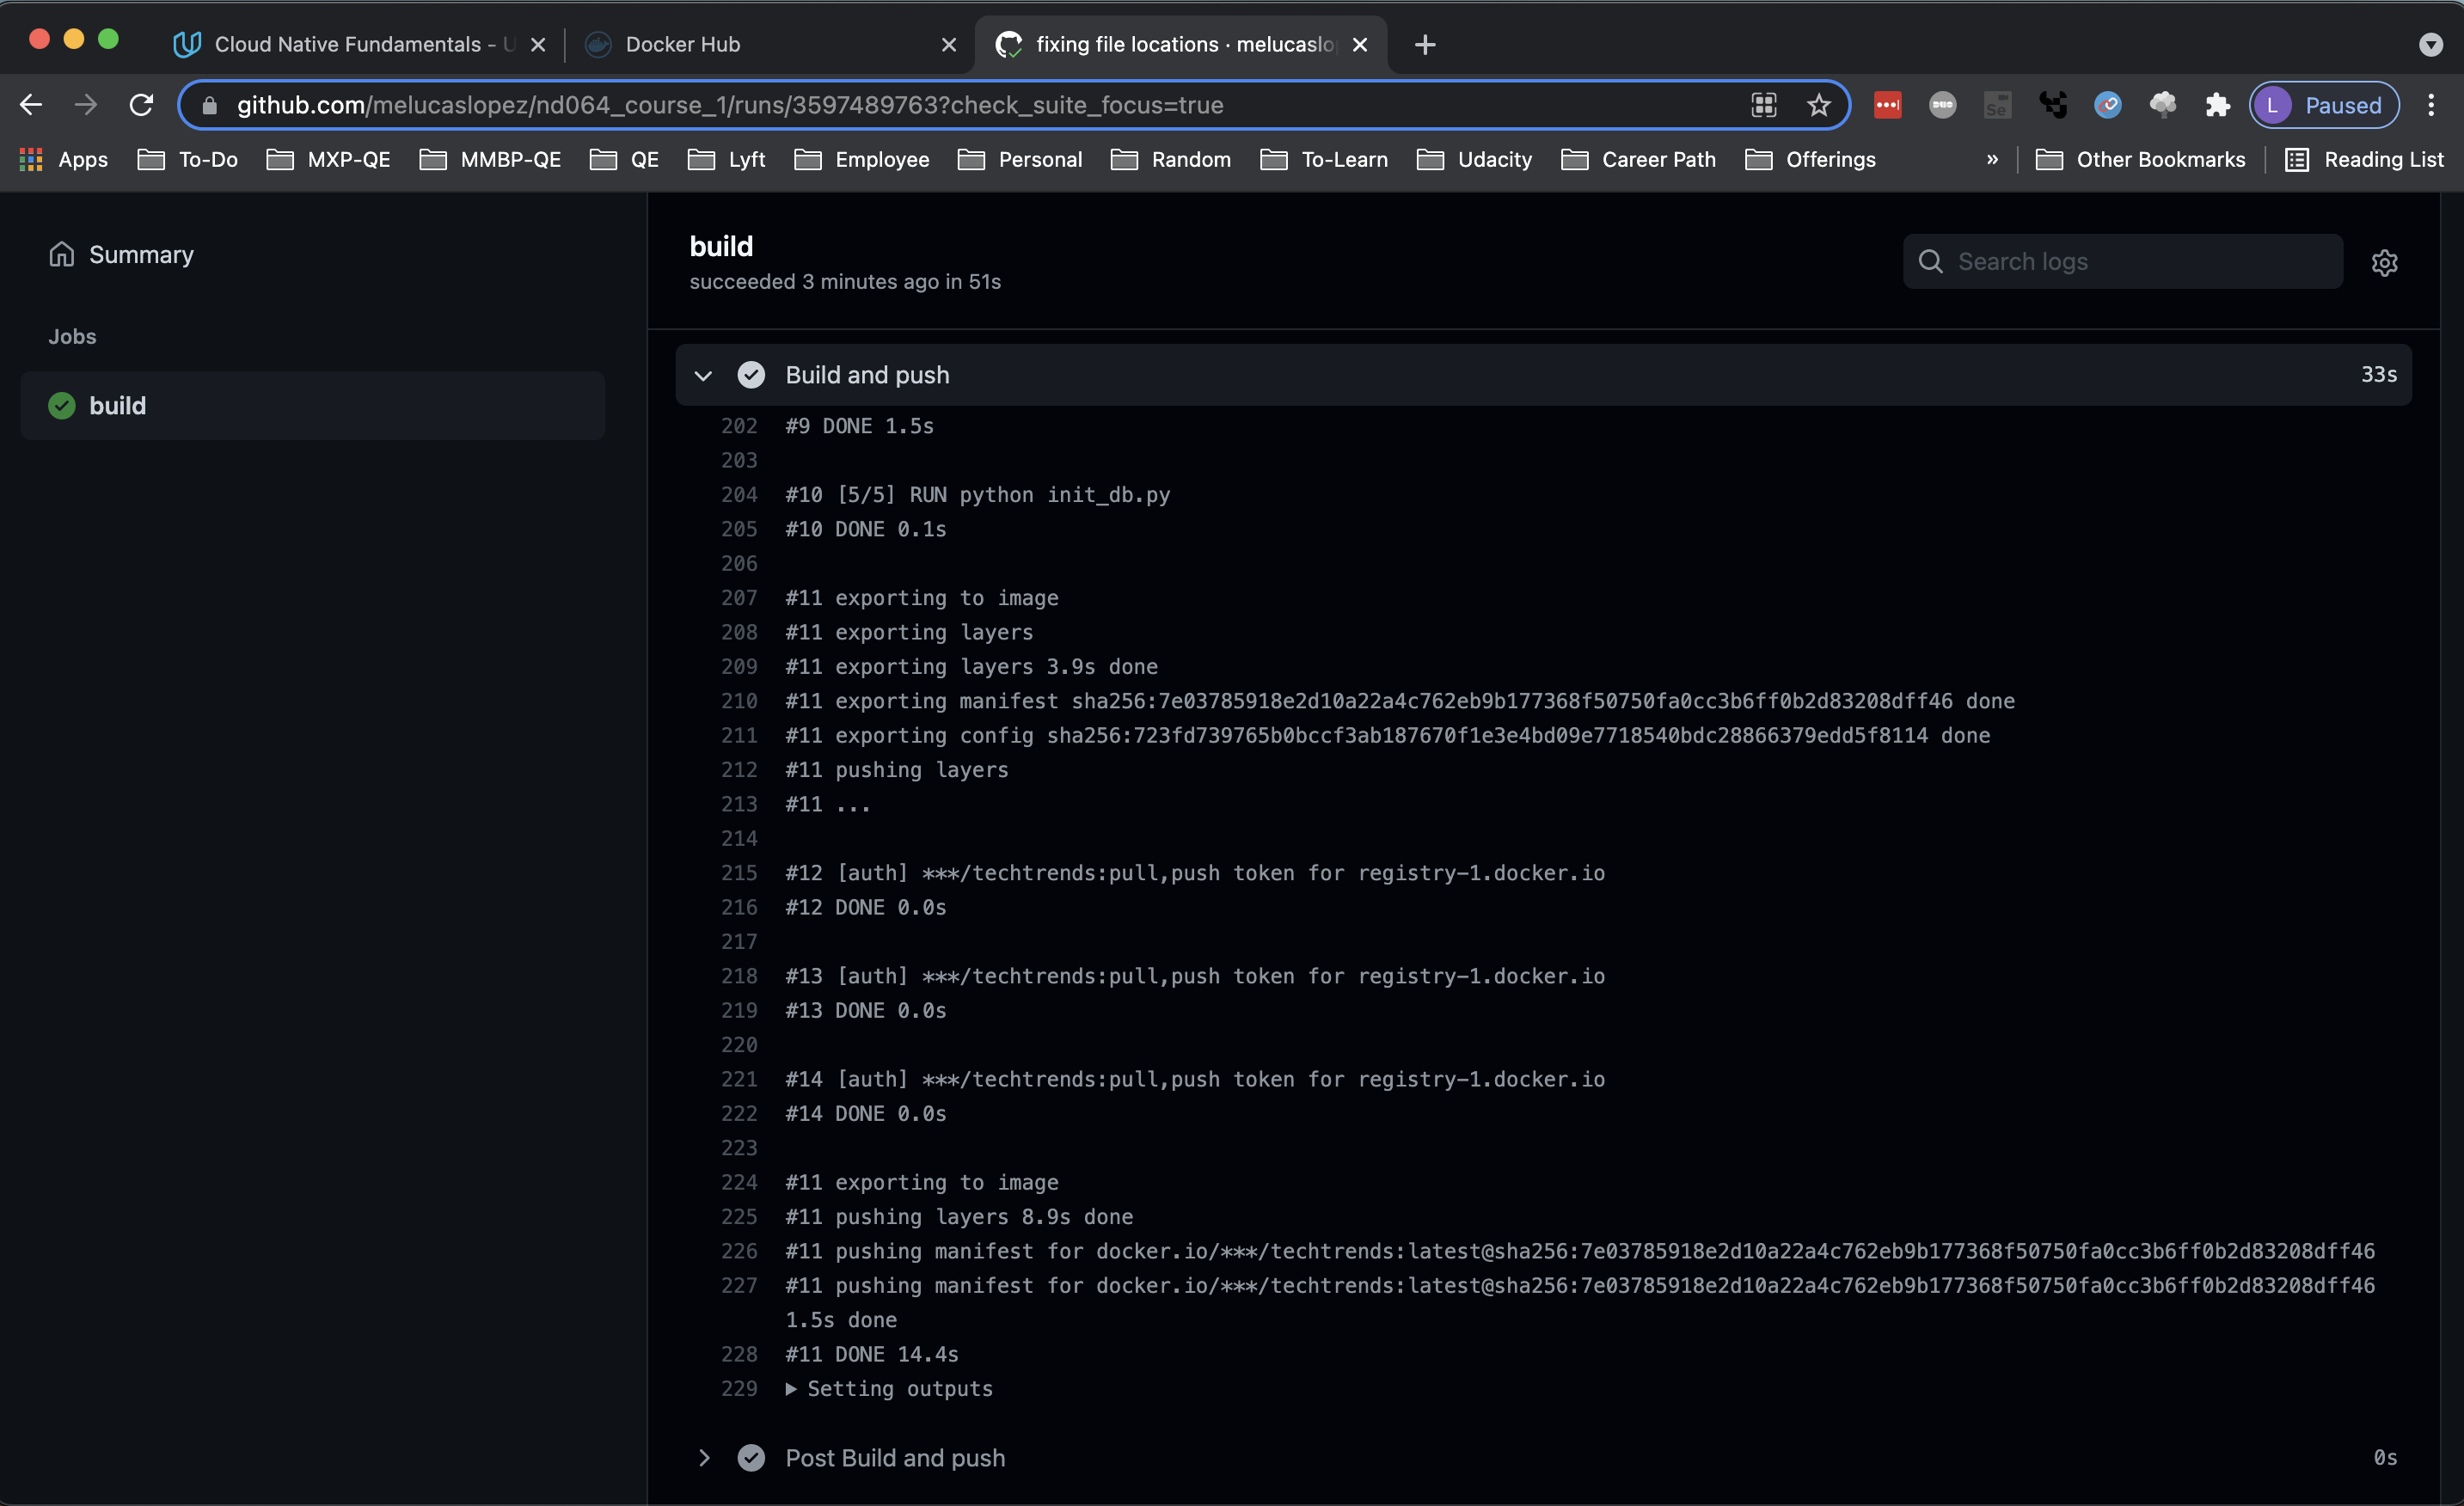 Cloud Native Fundamentals - U
Docker Hub
fixing file locations · melucaslo
github.com/melucaslopez/nd064_course_1/runs/3597489763?check_suite_focus=true
Se
L Paused
Apps To-Do MXP-QE MMBP-QE QE Lyft Employee Personal Random To-Learn Udacity Career Path Offerings » Other Bookmarks Reading List
Summary
Jobs
build
build
succeeded 3 minutes ago in 51s
Search logs
Build and push 33s
202 #9 DONE 1.5s
203
204 #10 [5/5] RUN python init_db.py
205 #10 DONE 0.1s
206
207 #11 exporting to image
208 #11 exporting layers
209 #11 exporting layers 3.9s done
210 #11 exporting manifest sha256:7e03785918e2d10a22a4c762eb9b177368f50750fa0cc3b6ff0b2d83208dff46 done
211 #11 exporting config sha256:723fd739765b0bccf3ab187670f1e3e4bd09e7718540bdc28866379edd5f8114 done
212 #11 pushing layers
213 #11 ...
214
215 #12 [auth] ***/techtrends:pull,push token for registry-1.docker.io
216 #12 DONE 0.0s
217
218 #13 [auth] ***/techtrends:pull,push token for registry-1.docker.io
219 #13 DONE 0.0s
220
221 #14 [auth] ***/techtrends:pull,push token for registry-1.docker.io
222 #14 DONE 0.0s
223
224 #11 exporting to image
225 #11 pushing layers 8.9s done
226 #11 pushing manifest for docker.io/***/techtrends:latest@sha256:7e03785918e2d10a22a4c762eb9b177368f50750fa0cc3b6ff0b2d83208dff46
227 #11 pushing manifest for docker.io/***/techtrends:latest@sha256:7e03785918e2d10a22a4c762eb9b177368f50750fa0cc3b6ff0b2d83208dff46
1.5s done
228 #11 DONE 14.4s
229 Setting outputs
Post Build and push 0s